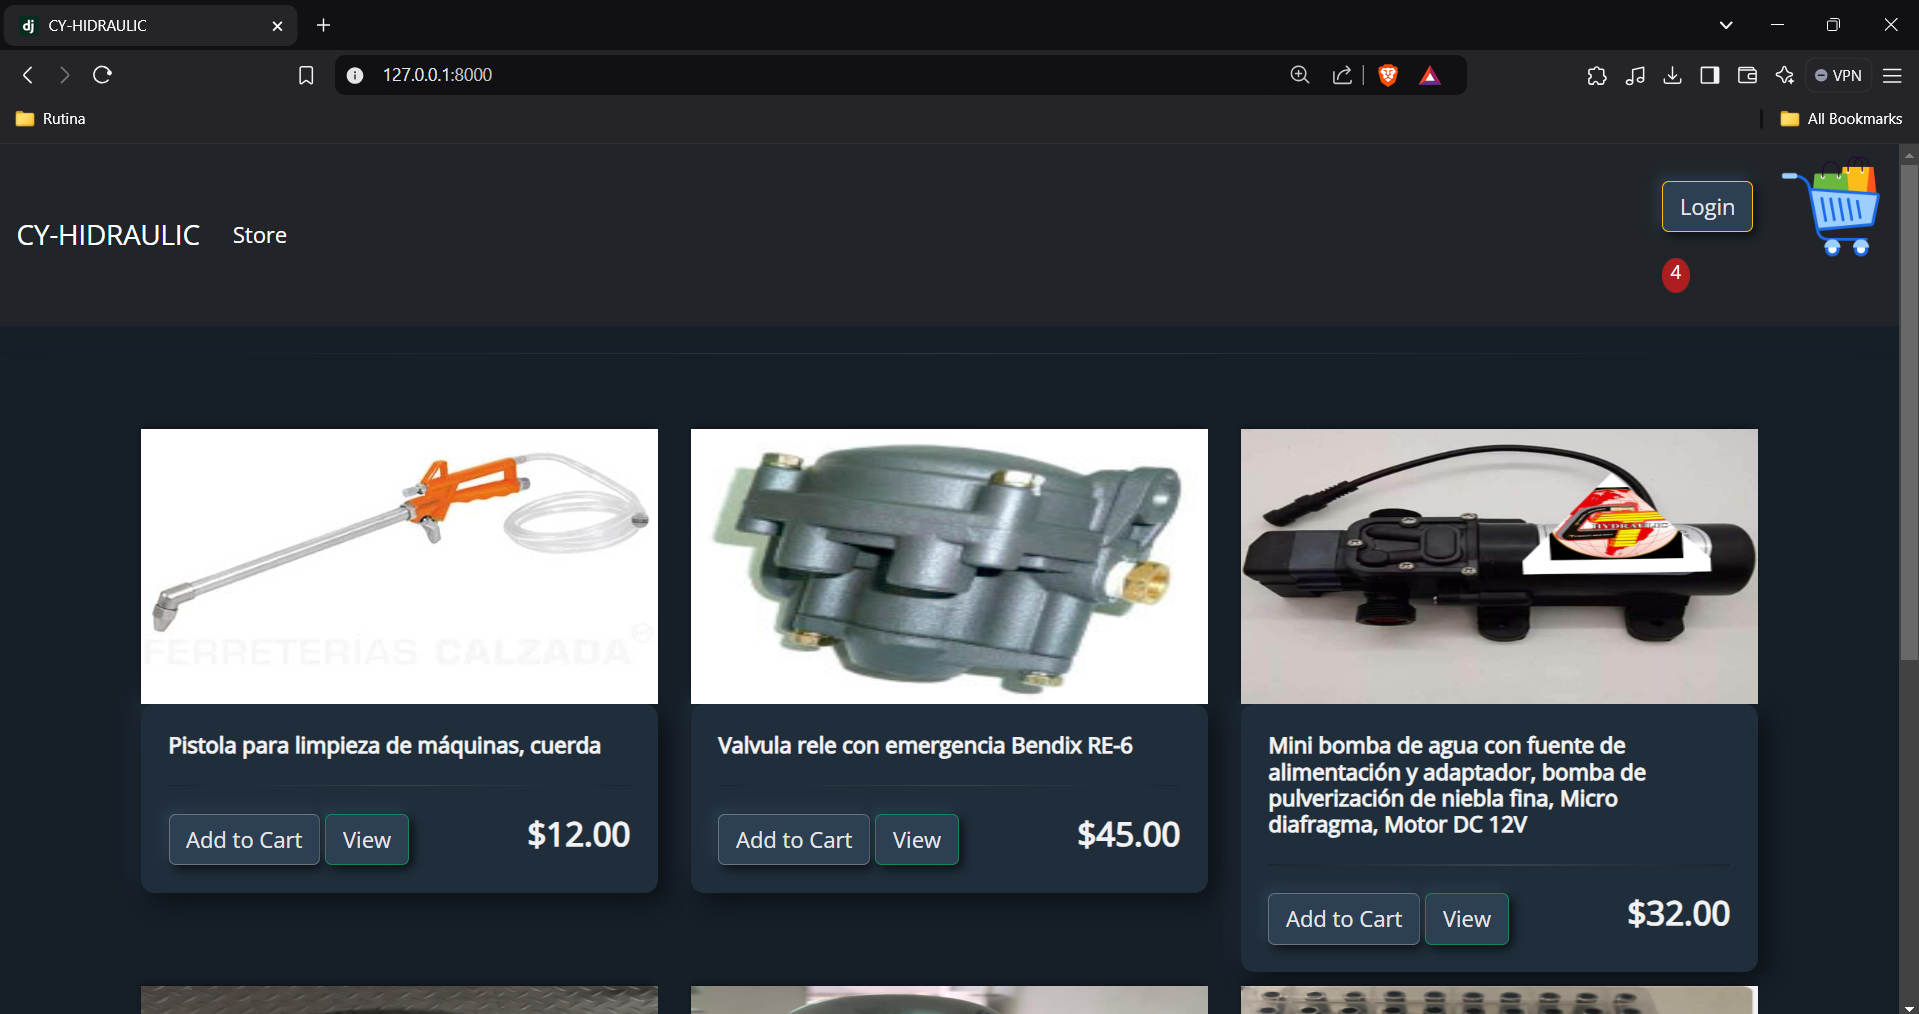 CY-HIDRAULIC
127.0.0.1:8000
VPN
Rutina
All Bookmarks
CY-HIDRAULIC
Store
Login
4
FERRETERÍAS CALZADA
HYDRAULIC
Pistola para limpieza de máquinas, cuerda
Add to Cart
View
$12.00
Valvula rele con emergencia Bendix RE-6
Add to Cart
View
$45.00
Mini bomba de agua con fuente de
alimentación y adaptador, bomba de
pulverización de niebla fina, Micro
diafragma, Motor DC 12V
Add to Cart
View
$32.00